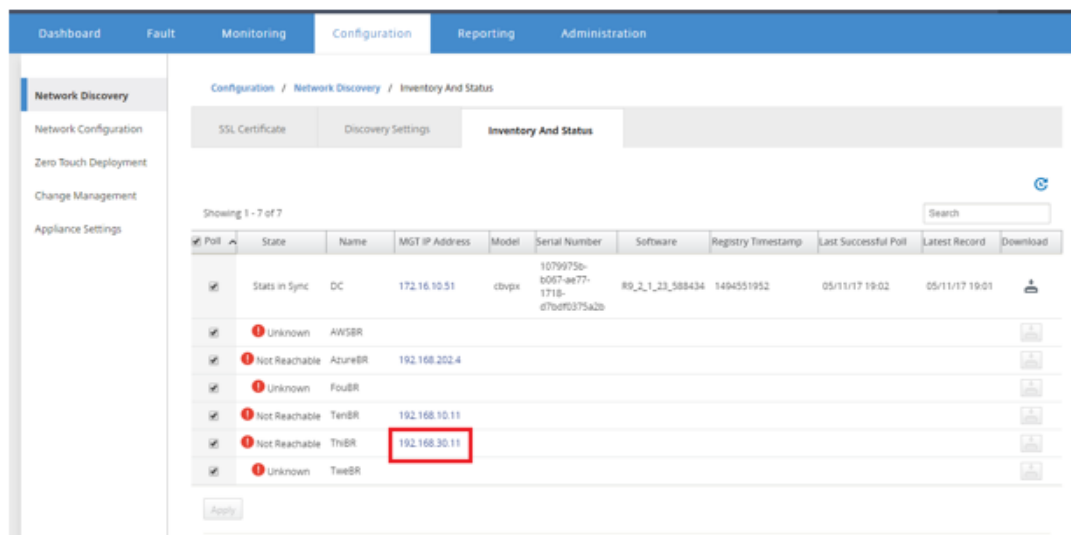 Dashboard Fault Monitoring Configuration Reporting Administration
Network Discovery
Network Configuration
Zero Touch Deployment
Change Management
Appliance Settings
Configuration / Network Discovery / Inventory And Status
SSL Certificate Discovery Settings Inventory And Status
Showing 1 - 7 of 7 Search
Poll State Name MGT IP Address Model Serial Number Software Registry Timestamp Last Successful Poll Latest Record Download
Stats in Sync DC 172.16.10.51 cbvpx 1079975b-
b067-ae77-
1718-
d7bdf0375a2b R9_2_1_23_588434 1494551952 05/11/17 19:02 05/11/17 19:01
Unknown AWSBR
Not Reachable AzureBR 192.168.202.4
Unknown FouBR
Not Reachable TenBR 192.168.10.11
Not Reachable ThiBR 192.168.30.11
Unknown TweBR
Apply